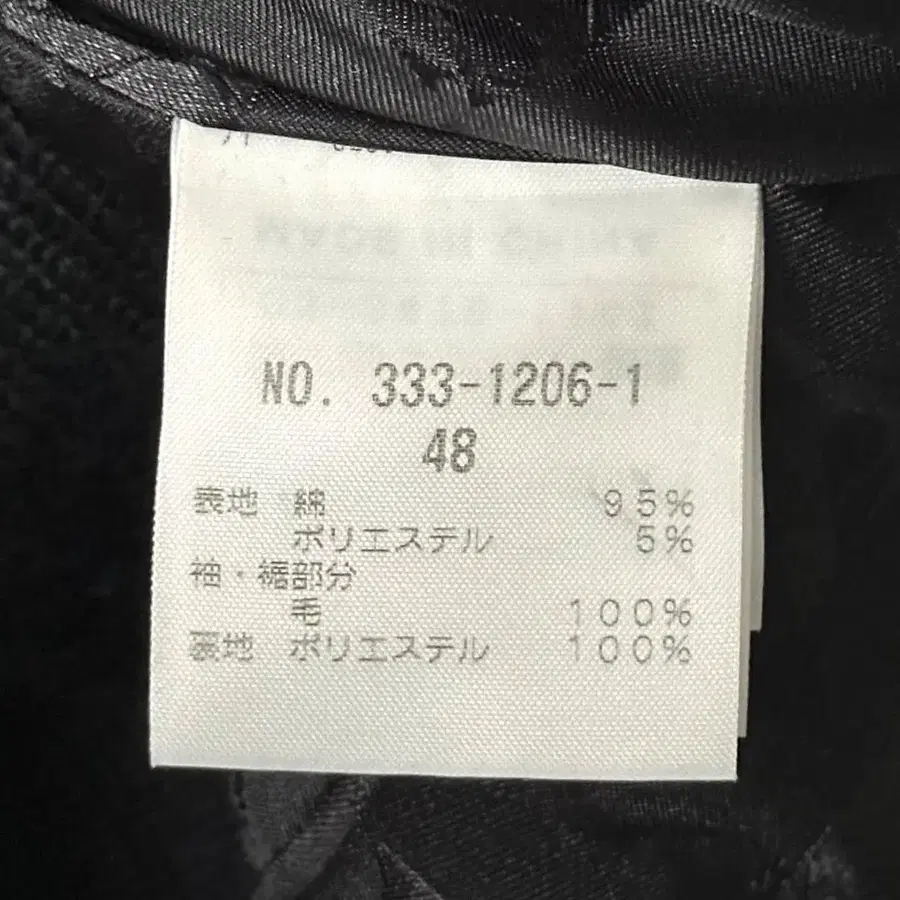 NO. 333-1206-1
48
表地 綿 95%
ポリエステル 5%
袖・裾部分
毛 100%
裏地 ポリエステル 100%